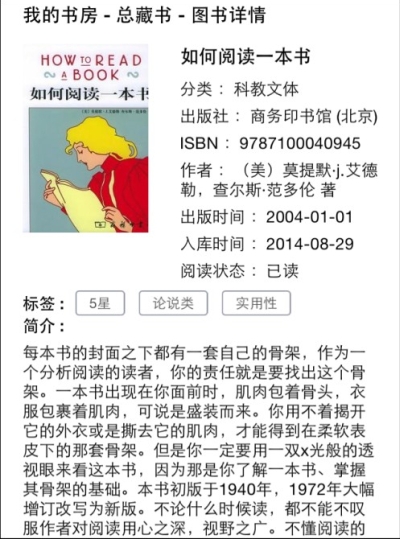 我的书房 - 总藏书 - 图书详情
HOW TO READ
A BOOK
如何阅读一本书
如何阅读一本书
分类： 科教文体
出版社： 商务印书馆 (北京)
ISBN： 9787100040945
作者： （美）莫提默·j.艾德
勒，查尔斯·范多伦 著
出版时间： 2004-01-01
入库时间： 2014-08-29
阅读状态： 已读
标签： 5星 论说类 实用性
简介：
每本书的封面之下都有一套自己的骨架，作为一
个分析阅读的读者，你的责任就是要找出这个骨
架。一本书出现在你面前时，肌肉包着骨头，衣
服包裹着肌肉，可说是盛装而来。你用不着揭开
它的外衣或是撕去它的肌肉，才能得到在柔软表
皮下的那套骨架。但是你一定要用一双x光般的透
视眼来看这本书，因为那是你了解一本书、掌握
其骨架的基础。本书初版于1940年，1972年大幅
增订改写为新版。不论什么时候读，都不能不叹
服作者对阅读用心之深，视野之广。不懂阅读的